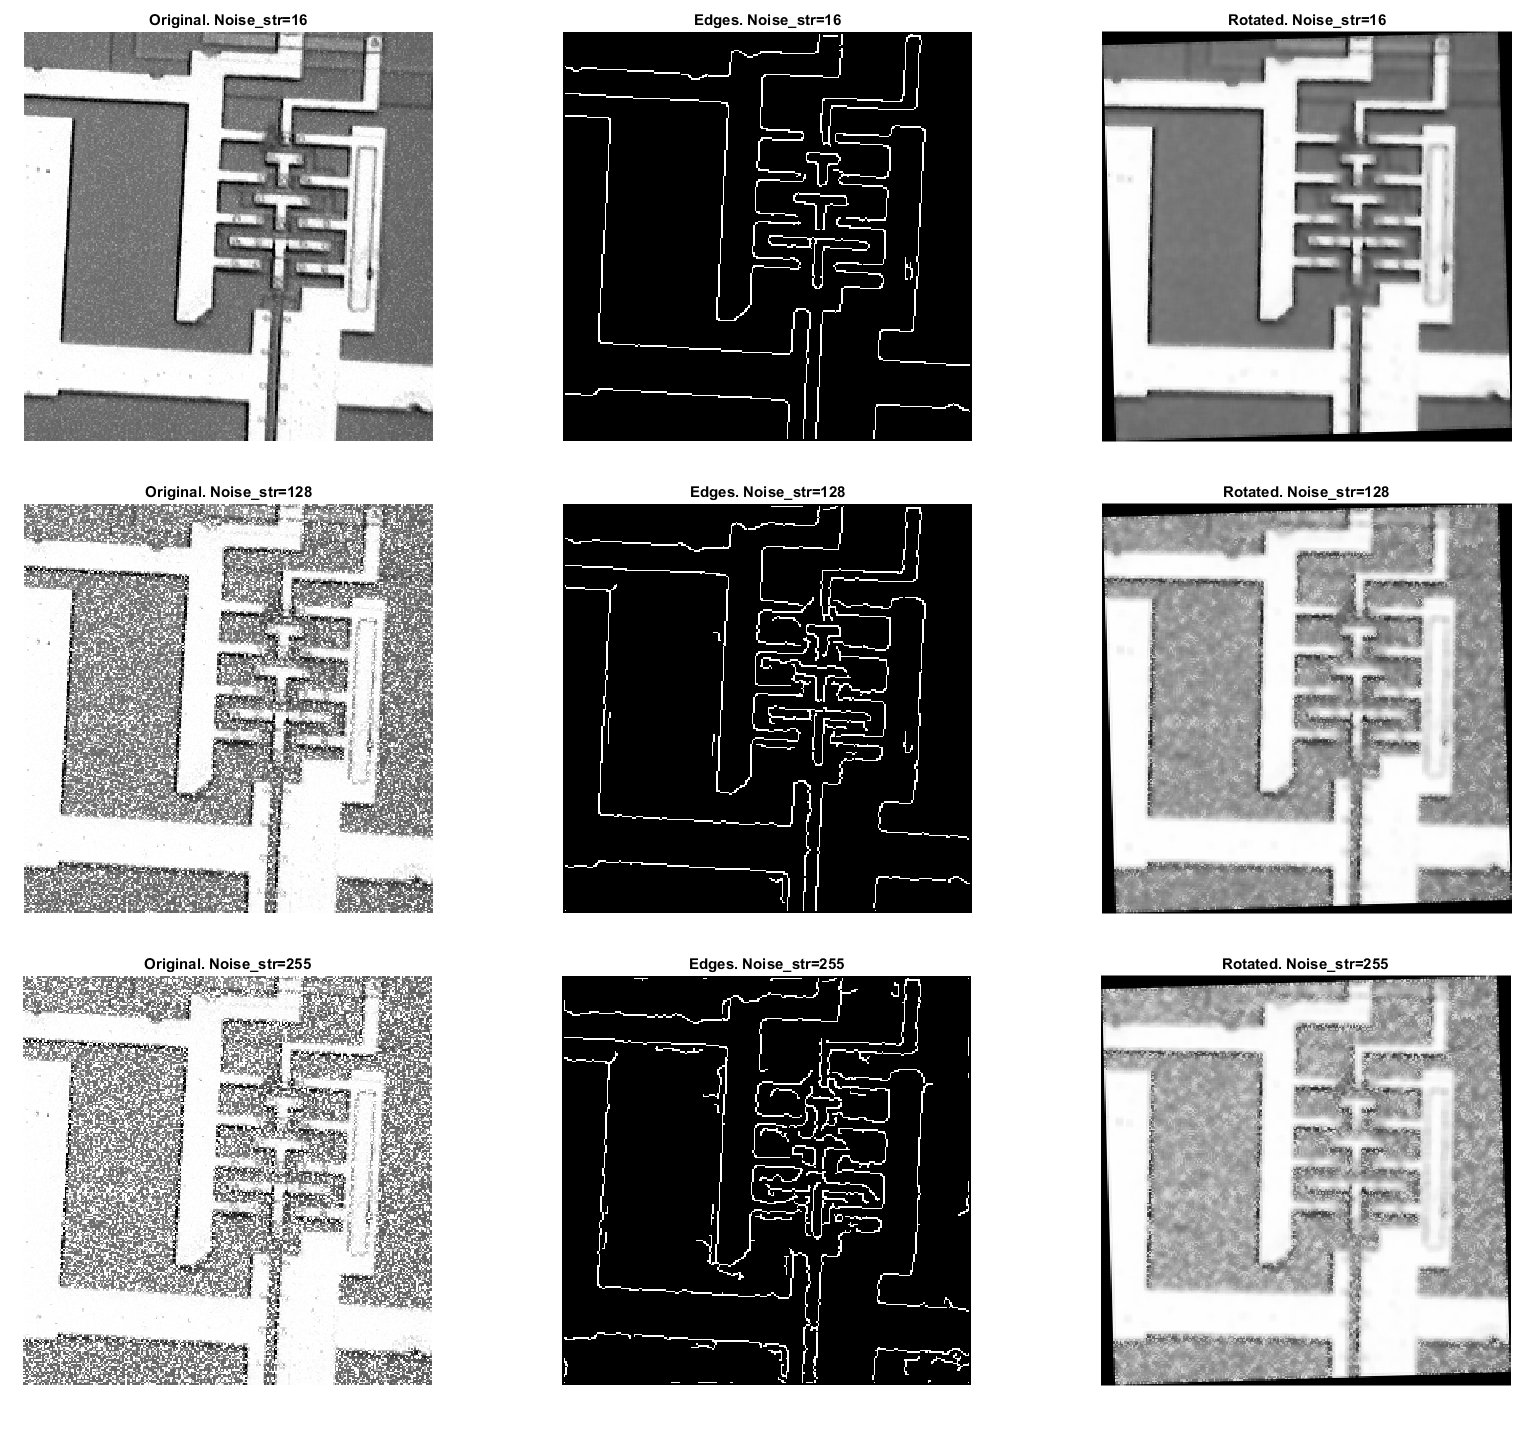 Original. Noise_str=16
Edges. Noise_str=16
Rotated. Noise_str=16
Original. Noise_str=128
Edges. Noise_str=128
Rotated. Noise_str=128
Original. Noise_str=255
Edges. Noise_str=255
Rotated. Noise_str=255